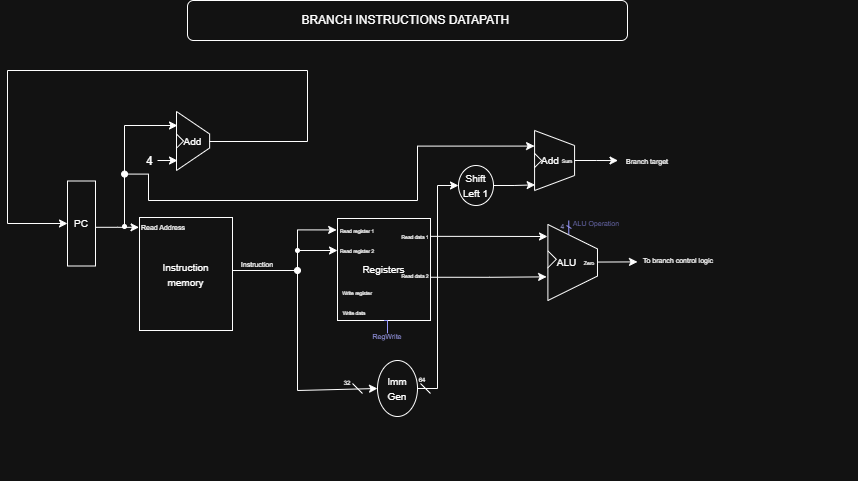 BRANCH INSTRUCTIONS DATAPATH
Add
4
PC
Read Address
Instruction
memory
Instruction
Read register 1
Read register 2
Registers
Read data 1
Read data 2
Write register
Write data
RegWrite
32
Imm
Gen
64
Shift
Left 1
Add
Sum
Branch target
4
ALU Operation
ALU
Zero
To branch control logic